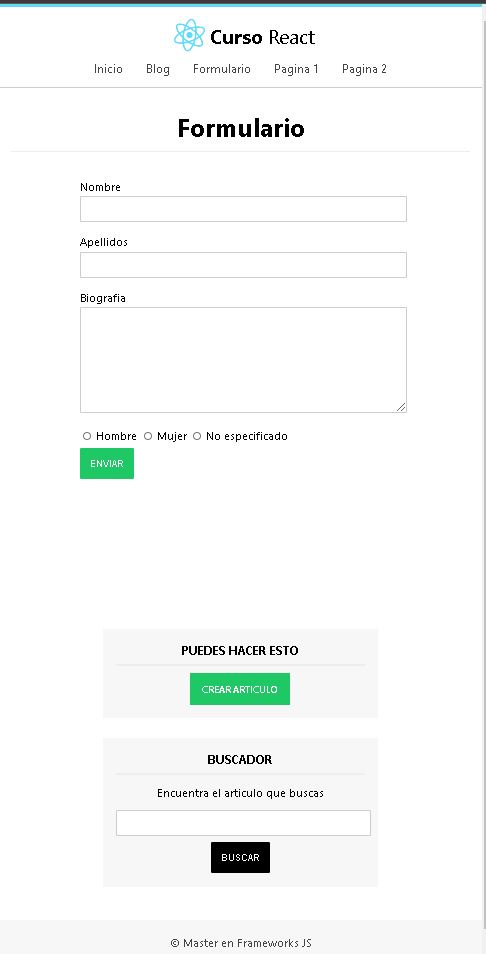 Curso React
Inicio Blog Formulario Pagina 1 Pagina 2
Formulario
Nombre
Apellidos
Biografia
Hombre Mujer No especificado
ENVIAR
PUEDES HACER ESTO
CREAR ARTICULO
BUSCADOR
Encuentra el articulo que buscas
BUSCAR
© Master en Frameworks JS